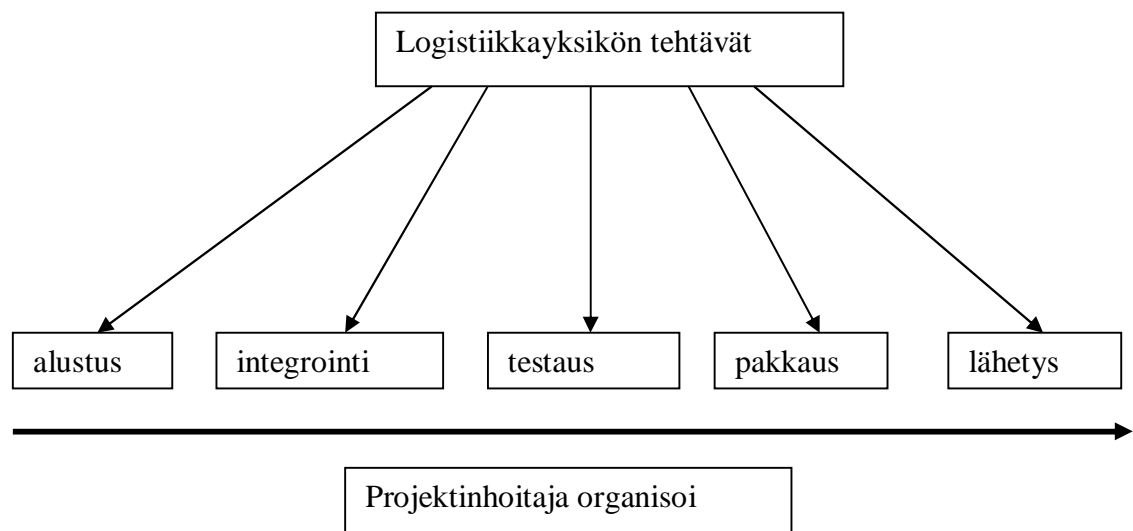 Logistiikkayksikön tehtävät
alustus
integrointi
testaus
pakkaus
lähetys
Projektinhoitaja organisoi